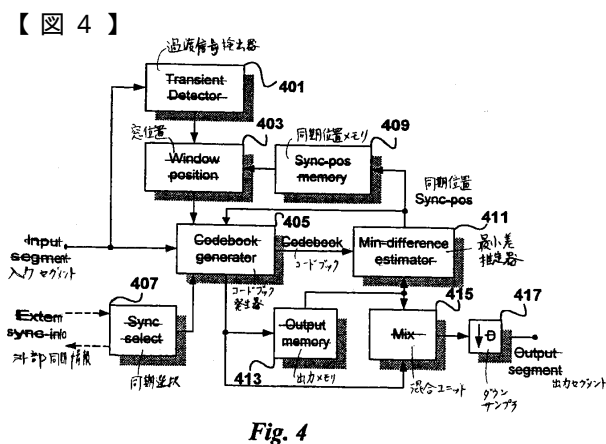 【図４】
過渡信号検出器
Transient
Detector
401
403
409
窓位置
Window
position
同期位置メモリ
Sync-pos
memory
同期位置
Sync-pos
411
405
Input
segment
入力セグメント
Codebook
generator
コードブック
発生器
Codebook
コードブック
Min-difference
estimator
最小差
推定器
407
415
417
Extern
sync-info
外部同期情報
Sync
select
同期選択
Output
memory
出力メモリ
413
Mix
混合ユニット
↓D
ダウン
サンプラ
Output
segment
出力セグメント
Fig. 4